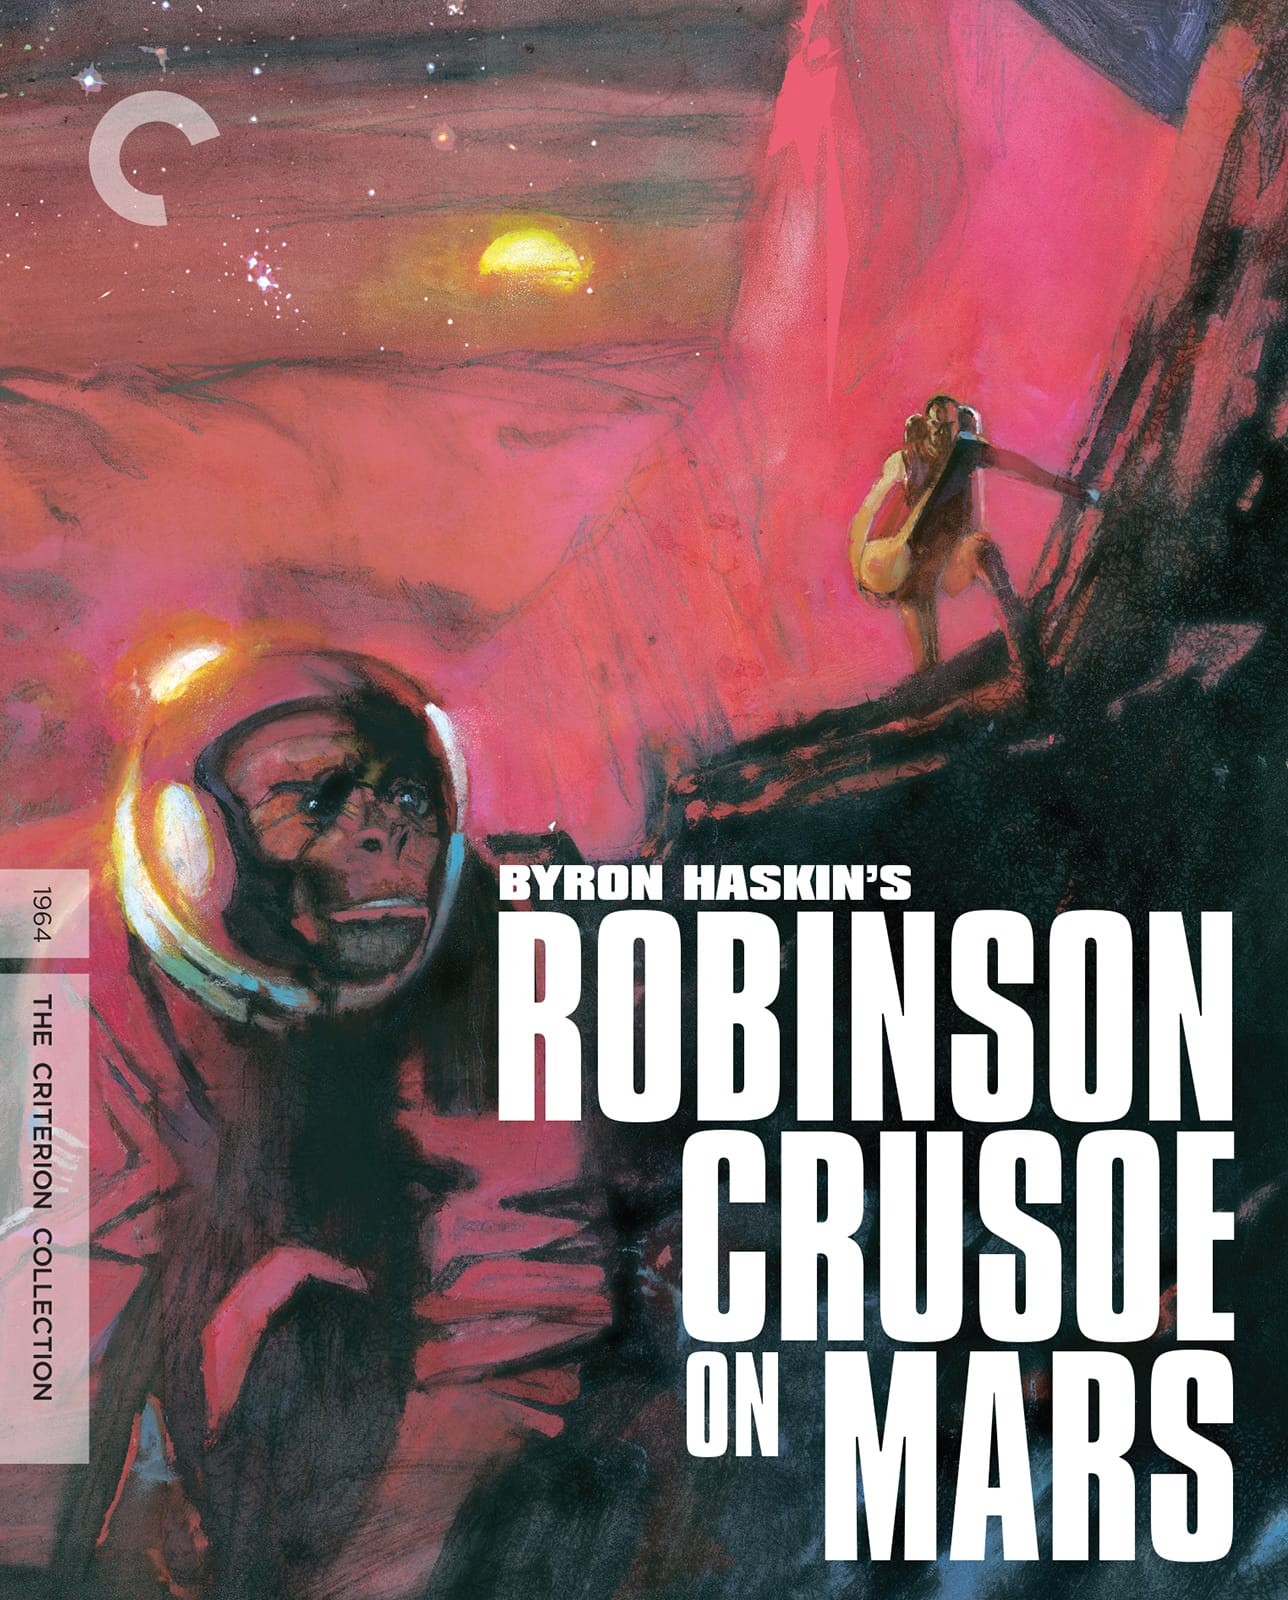 BYRON HASKIN'S
ROBINSON
CRUSOE
ON MARS
1964
THE CRITERION COLLECTION